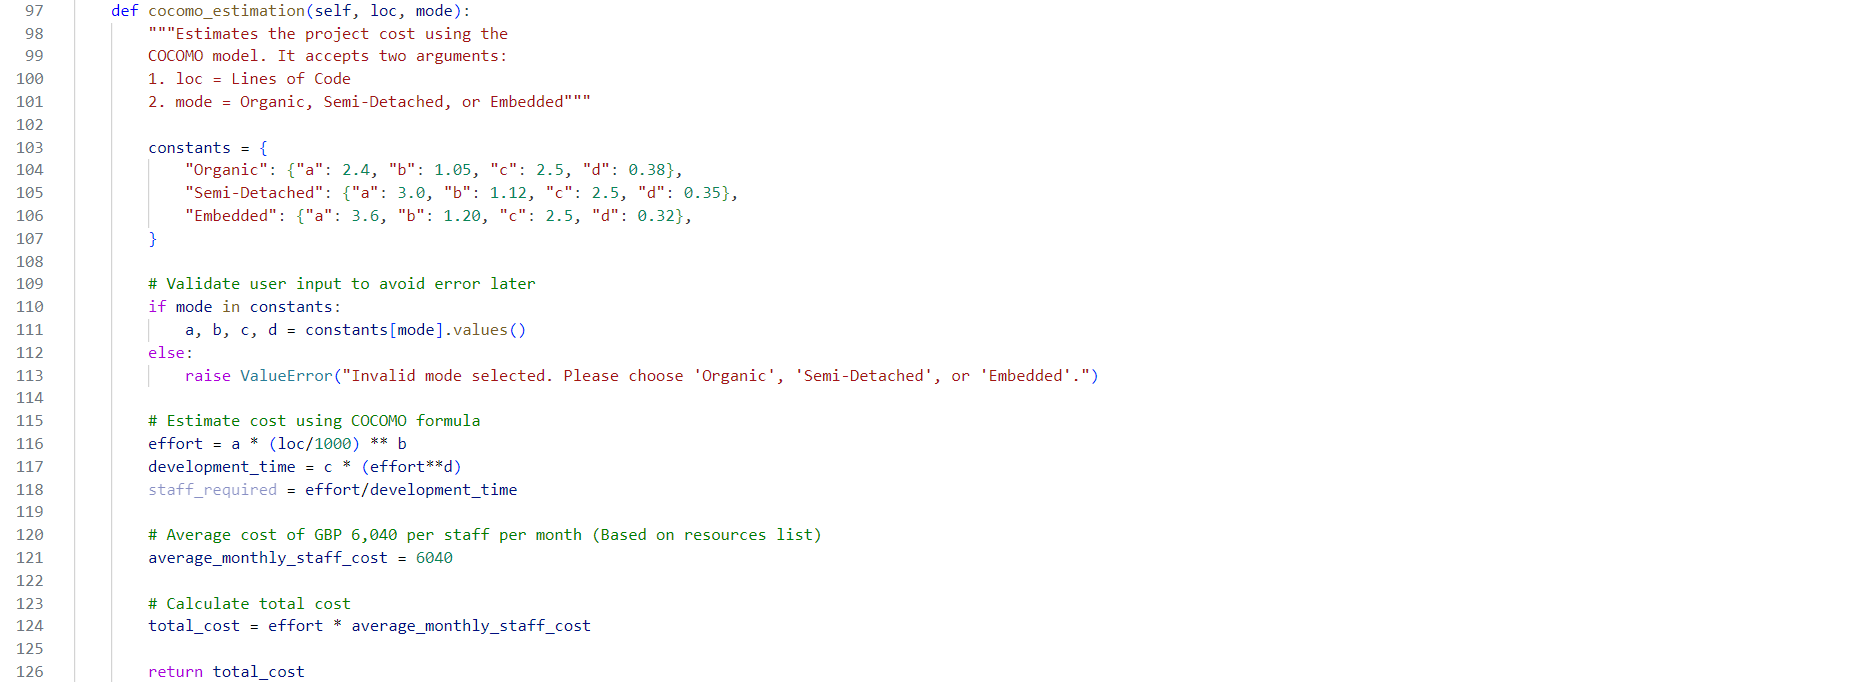 97 def cocomo_estimation(self, loc, mode):
98 """Estimates the project cost using the
99 COCOMO model. It accepts two arguments:
100 1. loc = Lines of Code
101 2. mode = Organic, Semi-Detached, or Embedded"""
102
103 constants = {
104 "Organic": {"a": 2.4, "b": 1.05, "c": 2.5, "d": 0.38},
105 "Semi-Detached": {"a": 3.0, "b": 1.12, "c": 2.5, "d": 0.35},
106 "Embedded": {"a": 3.6, "b": 1.20, "c": 2.5, "d": 0.32},
107 }
108
109 # Validate user input to avoid error later
110 if mode in constants:
111 a, b, c, d = constants[mode].values()
112 else:
113 raise ValueError("Invalid mode selected. Please choose 'Organic', 'Semi-Detached', or 'Embedded'.")
114
115 # Estimate cost using COCOMO formula
116 effort = a * (loc/1000) ** b
117 development_time = c * (effort**d)
118 staff_required = effort/development_time
119
120 # Average cost of GBP 6,040 per staff per month (Based on resources list)
121 average_monthly_staff_cost = 6040
122
123 # Calculate total cost
124 total_cost = effort * average_monthly_staff_cost
125
126 return total_cost